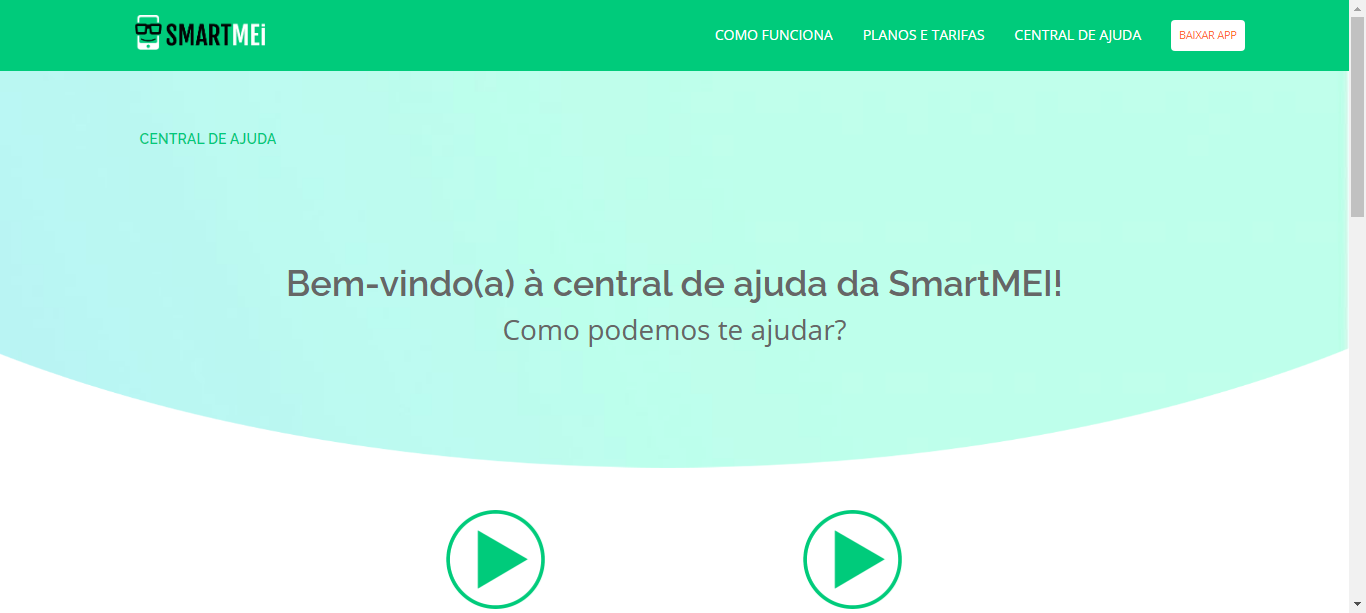 SMARTMEi
COMO FUNCIONA
PLANOS E TARIFAS
CENTRAL DE AJUDA
BAIXAR APP
CENTRAL DE AJUDA
Bem-vindo(a) à central de ajuda da SmartMEI!
Como podemos te ajudar?